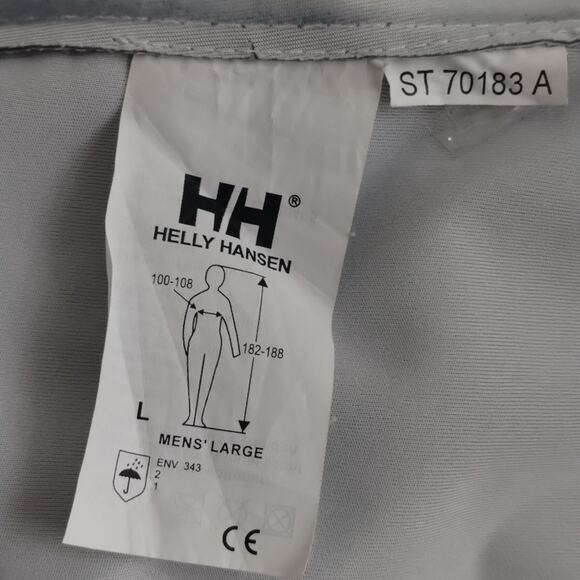 ST 70183 A
HH®
HELLY HANSEN
100-108
182-188
L
MENS' LARGE
ENV 343
2
1
CE